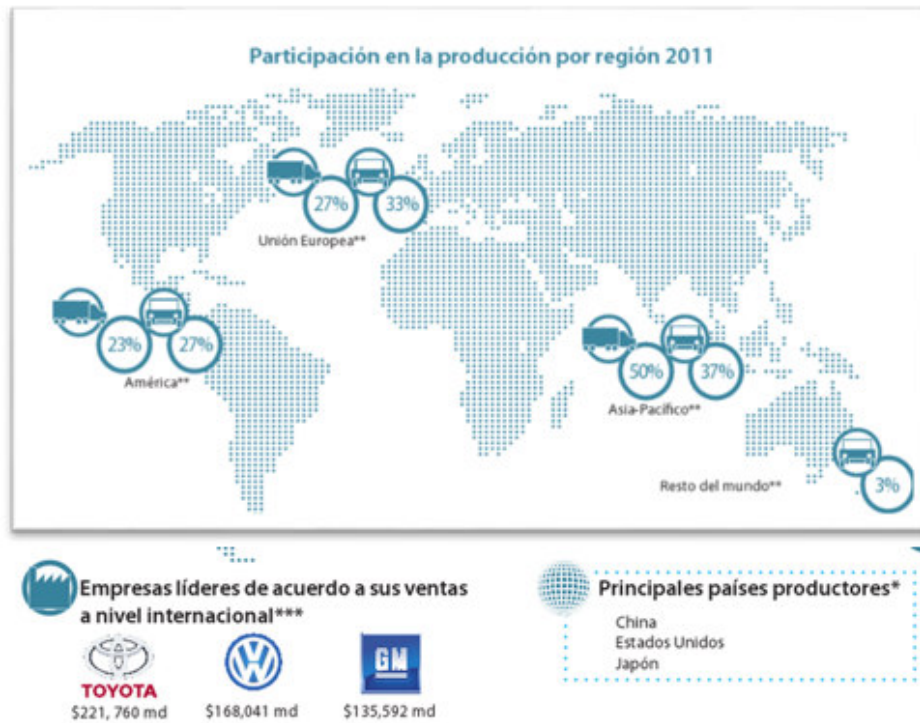 Participación en la producción por región 2011
27% 33%
Unión Europea**
23% 27%
América**
50% 37%
Asia-Pacífico**
Resto del mundo**
3%
Empresas líderes de acuerdo a sus ventas
a nivel internacional***
TOYOTA
$221, 760 md
$168,041 md
GM
$135,592 md
Principales países productores*
China
Estados Unidos
Japón